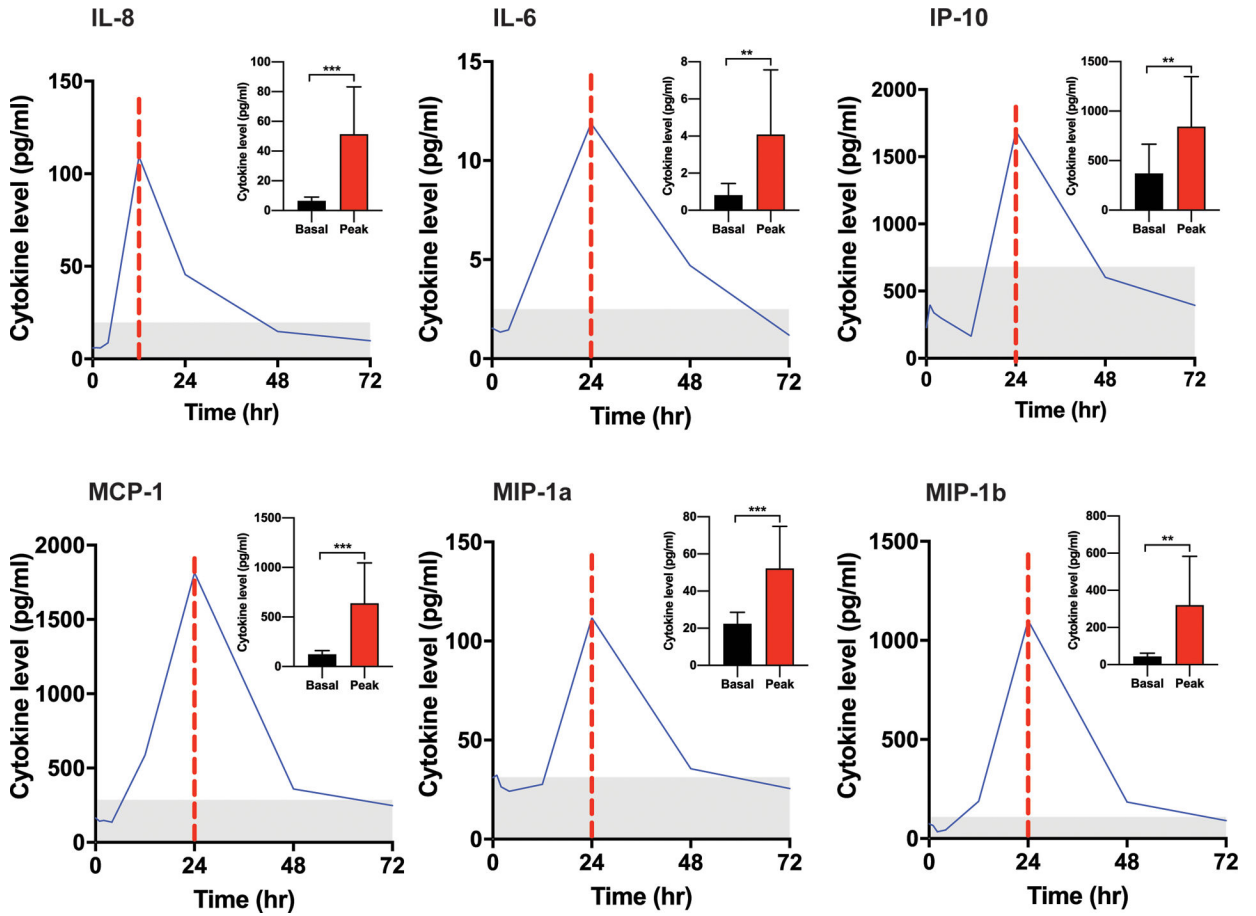 IL-8
Cytokine level (pg/ml)
150
100
50
0
0 24 48 72
Time (hr)
Cytokine level (pg/ml)
100
80
60
40
20
0
***
Basal Peak
IL-6
Cytokine level (pg/ml)
15
10
5
0
0 24 48 72
Time (hr)
Cytokine level (pg/ml)
8
6
4
2
0
**
Basal Peak
IP-10
Cytokine level (pg/ml)
2000
1500
1000
500
0
0 24 48 72
Time (hr)
Cytokine level (pg/ml)
1500
1000
500
0
**
Basal Peak
MCP-1
Cytokine level (pg/ml)
2000
1500
1000
500
0
0 24 48 72
Time (hr)
Cytokine level (pg/ml)
1500
1000
500
0
***
Basal Peak
MIP-1a
Cytokine level (pg/ml)
150
100
50
0
0 24 48 72
Time (hr)
Cytokine level (pg/ml)
80
60
40
20
0
***
Basal Peak
MIP-1b
Cytokine level (pg/ml)
1500
1000
500
0
0 24 48 72
Time (hr)
Cytokine level (pg/ml)
800
600
400
200
0
**
Basal Peak